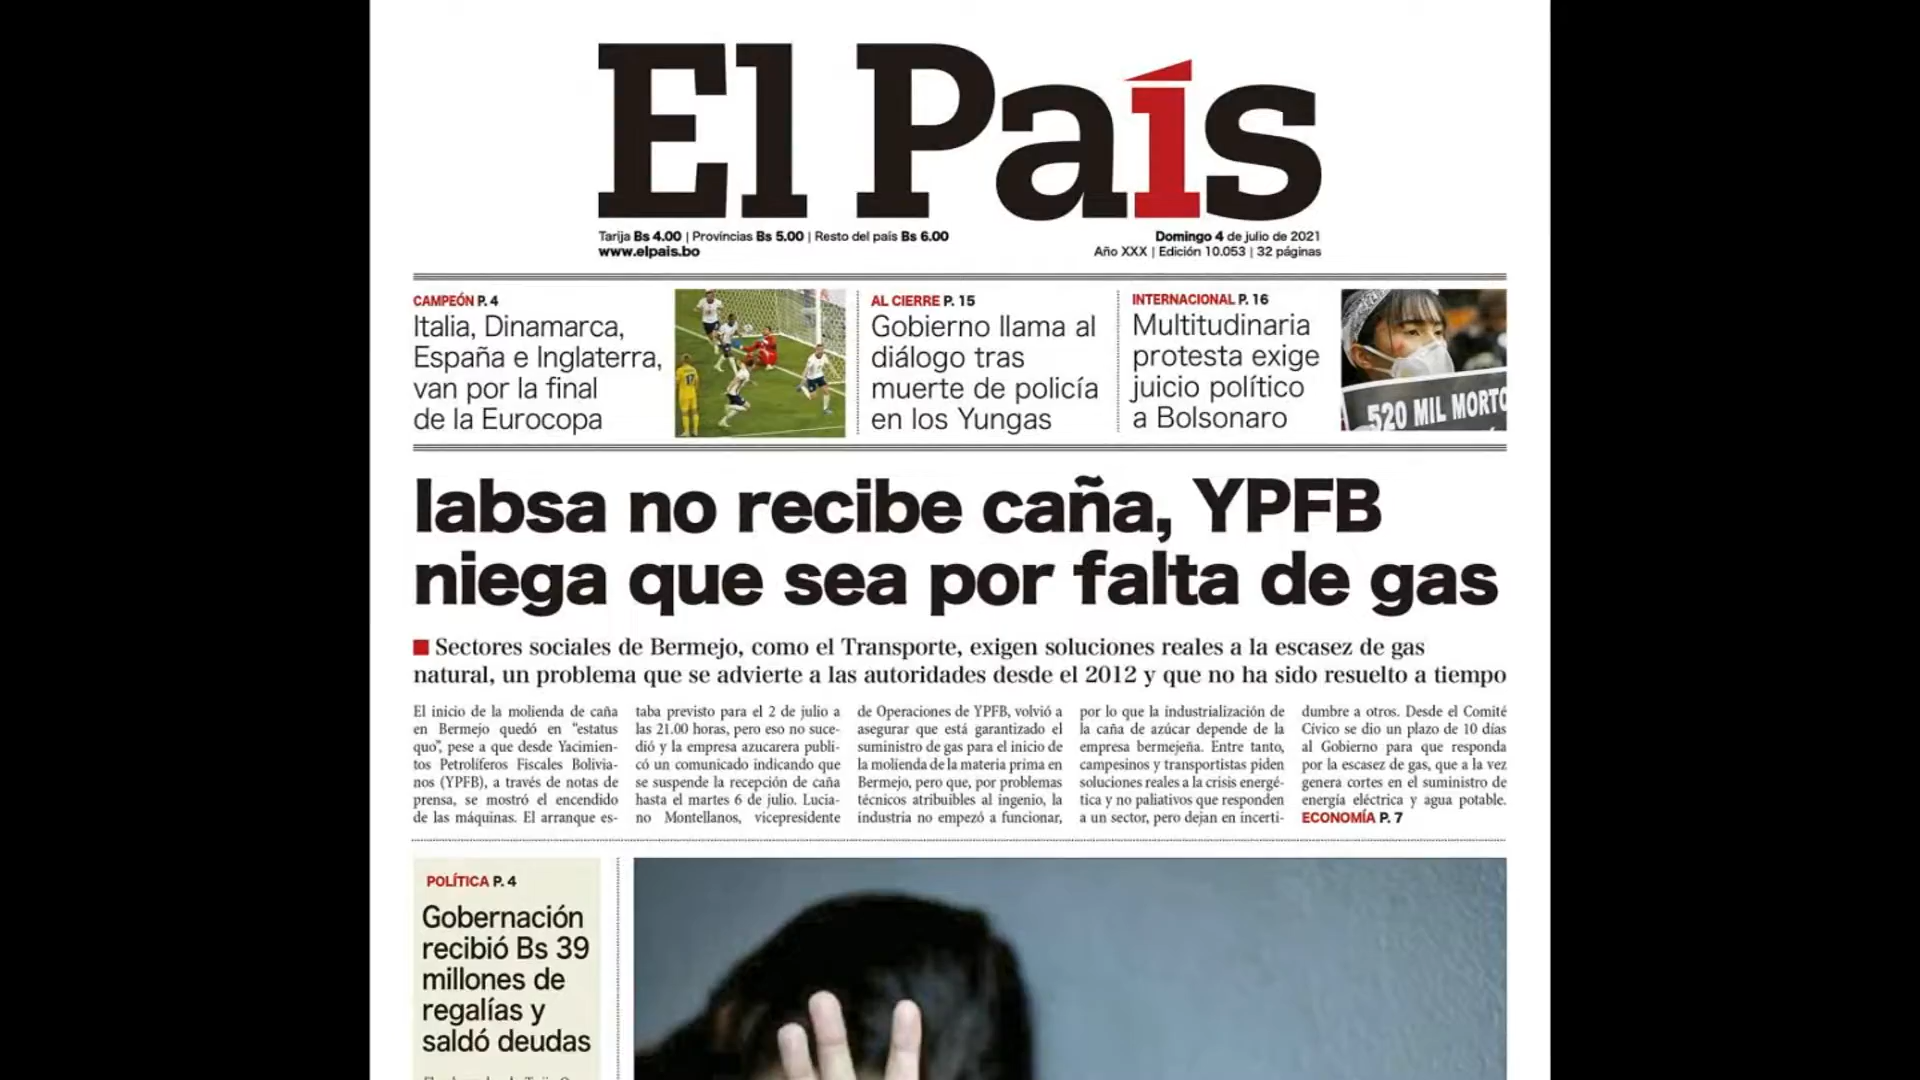 El País
Tarija Bs 4.00 | Provincias Bs 5.00 | Resto del país Bs 6.00
www.elpais.bo
Domingo 4 de julio de 2021
Año XXX | Edición 10.053 | 32 páginas
CAMPEÓN P. 4
Italia, Dinamarca,
España e Inglaterra,
van por la final
de la Eurocopa
AL CIERRE P. 15
Gobierno llama al
diálogo tras
muerte de policía
en los Yungas
INTERNACIONAL P. 16
Multitudinaria
protesta exige
juicio político
a Bolsonaro
520 MIL MORTO
Iabsa no recibe caña, YPFB
niega que sea por falta de gas
Sectores sociales de Bermejo, como el Transporte, exigen soluciones reales a la escasez de gas
natural, un problema que se advierte a las autoridades desde el 2012 y que no ha sido resuelto a tiempo
El inicio de la molienda de caña
en Bermejo quedó en “estatus
quo”, pese a que desde Yacimien-
tos Petrolíferos Fiscales Bolivia-
nos (YPFB), a través de notas de
prensa, se mostró el encendido
de las máquinas. El arranque es-
taba previsto para el 2 de julio a
las 21.00 horas, pero eso no suce-
dió y la empresa azucarera publi-
có un comunicado indicando que
se suspende la recepción de caña
hasta el martes 6 de julio. Lucia-
no Montellanos, vicepresidente
de Operaciones de YPFB, volvió a
asegurar que está garantizado el
suministro de gas para el inicio de
la molienda de la materia prima en
Bermejo, pero que, por problemas
técnicos atribuibles al ingenio, la
industria no empezó a funcionar,
por lo que la industrialización de
la caña de azúcar depende de la
empresa bermejeña. Entre tanto,
campesinos y transportistas piden
soluciones reales a la crisis energé-
tica y no paliativos que responden
a un sector, pero dejan en incerti-
dumbre a otros. Desde el Comité
Cívico se dio un plazo de 10 días
al Gobierno para que responda
por la escasez de gas, que a la vez
genera cortes en el suministro de
energía eléctrica y agua potable.
ECONOMÍA P. 7
POLÍTICA P. 4
Gobernación
recibió Bs 39
millones de
regalías y
saldó deudas